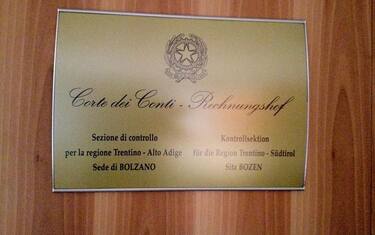 Corte dei Conti - Rechnungshof
Sezione di controllo
per la regione Trentino - Alto Adige
Sede di BOLZANO
Kontrollsektion
für die Region Trentino - Südtirol
Sitz BOZEN